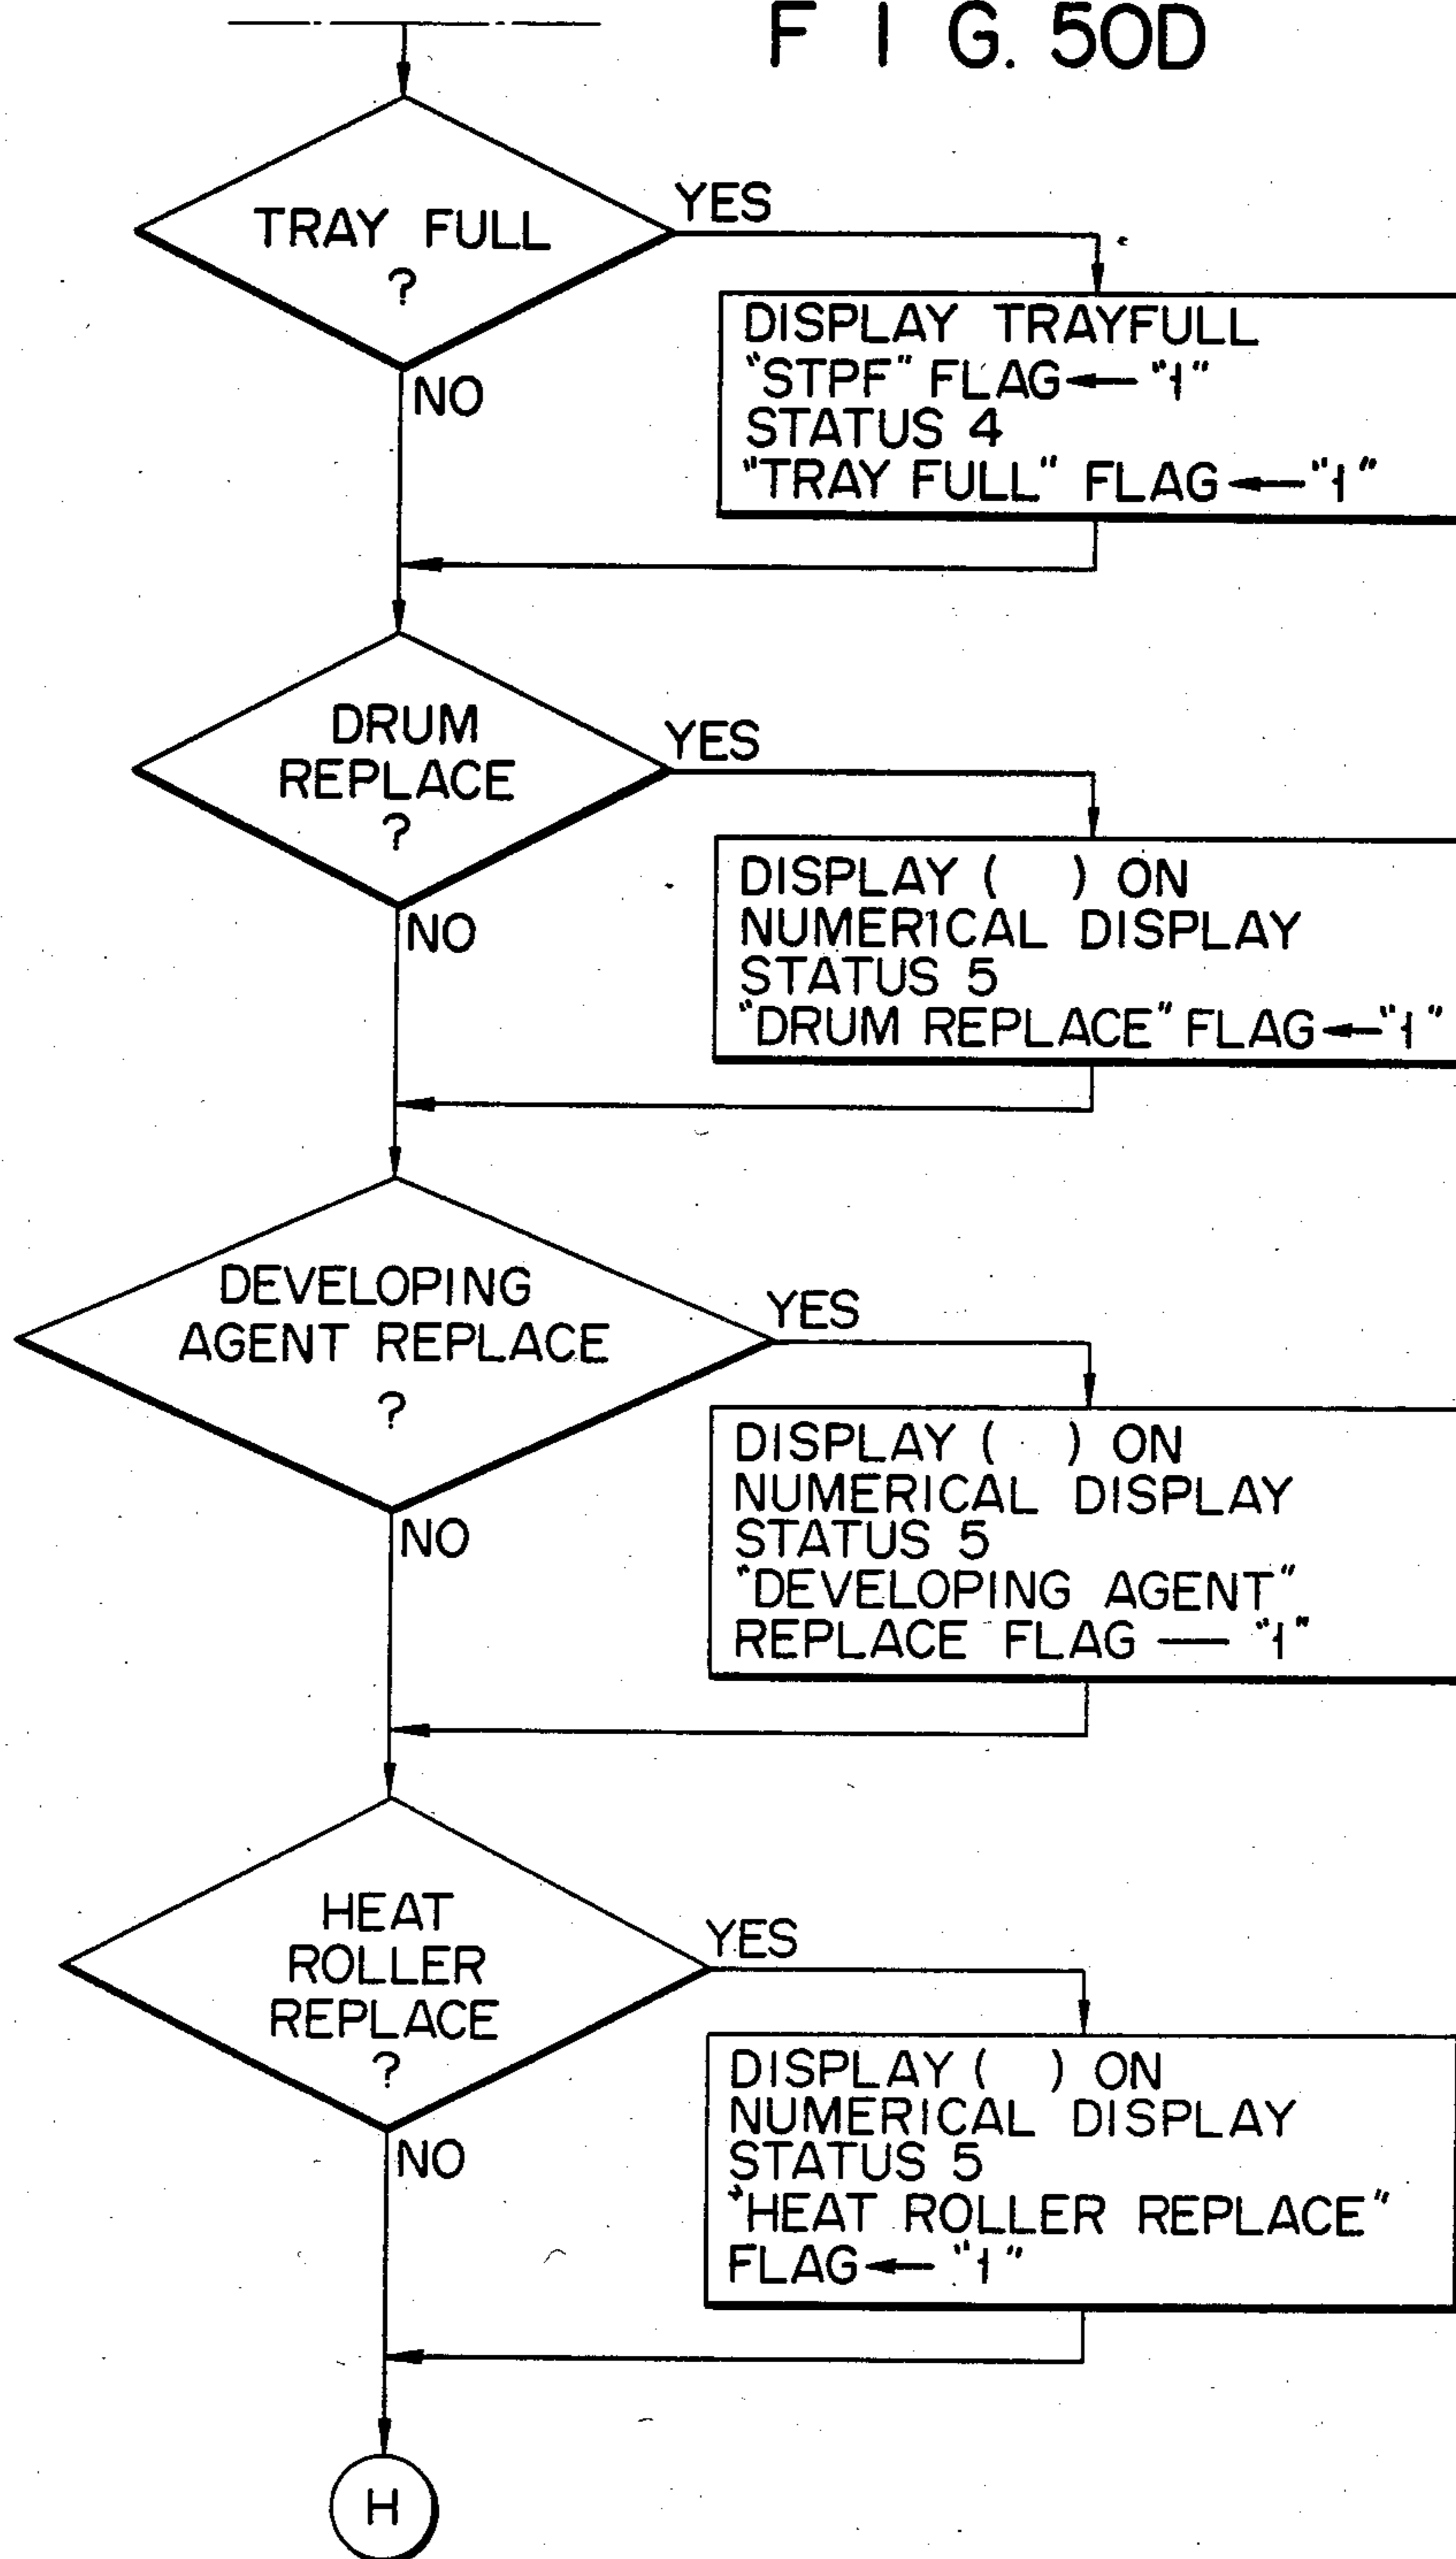 F I G. 50D
TRAY FULL
?
YES
NO
DISPLAY TRAYFULL
"STPF" FLAG ← "1"
STATUS 4
"TRAY FULL" FLAG ← "1"
DRUM
REPLACE
?
YES
NO
DISPLAY ( ) ON
NUMERICAL DISPLAY
STATUS 5
"DRUM REPLACE" FLAG ← "1"
DEVELOPING
AGENT REPLACE
?
YES
NO
DISPLAY ( ) ON
NUMERICAL DISPLAY
STATUS 5
"DEVELOPING AGENT"
REPLACE FLAG — "1"
HEAT
ROLLER
REPLACE
?
YES
NO
DISPLAY ( ) ON
NUMERICAL DISPLAY
STATUS 5
"HEAT ROLLER REPLACE"
FLAG ← "1"
H